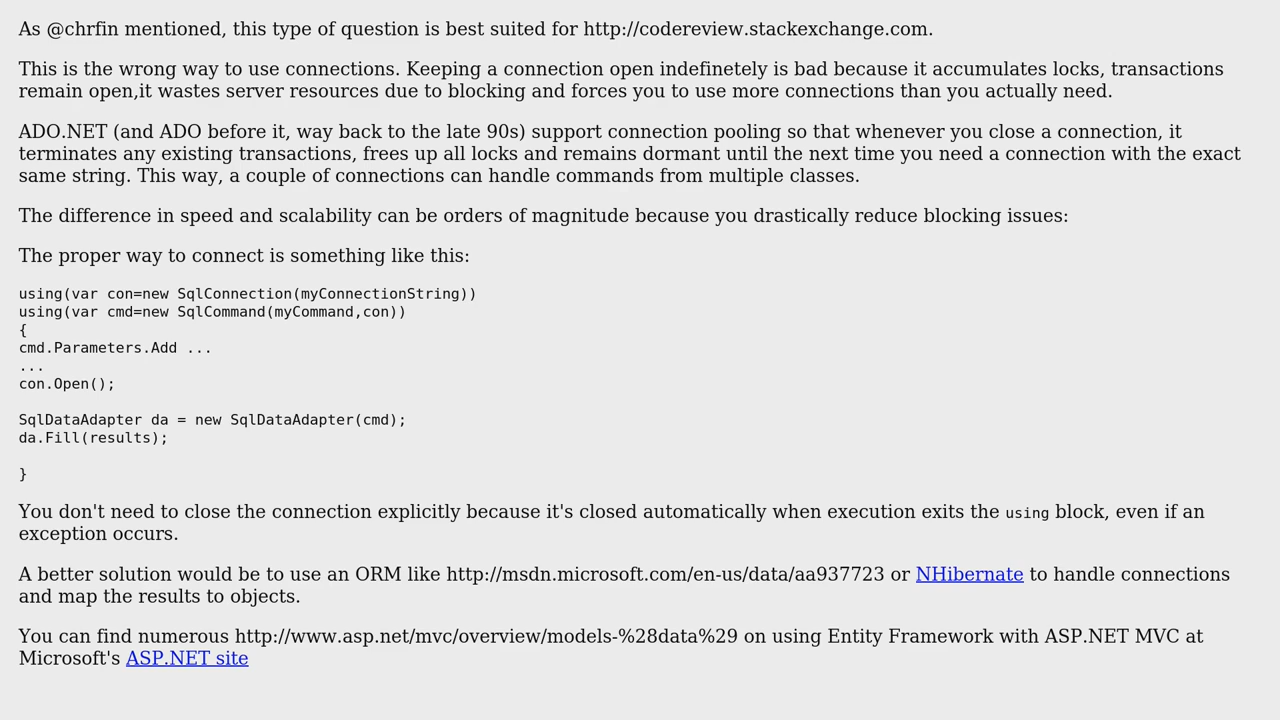 As @chrfin mentioned, this type of question is best suited for http://codereview.stackexchange.com.
This is the wrong way to use connections. Keeping a connection open indefinetely is bad because it accumulates locks, transactions
remain open,it wastes server resources due to blocking and forces you to use more connections than you actually need.
ADO.NET (and ADO before it, way back to the late 90s) support connection pooling so that whenever you close a connection, it
terminates any existing transactions, frees up all locks and remains dormant until the next time you need a connection with the exact
same string. This way, a couple of connections can handle commands from multiple classes.
The difference in speed and scalability can be orders of magnitude because you drastically reduce blocking issues:
The proper way to connect is something like this:
using(var con=new SqlConnection(myConnectionString))
using(var cmd=new SqlCommand(myCommand,con))
{
cmd.Parameters.Add ...
...
con.Open();
SqlDataAdapter da = new SqlDataAdapter(cmd);
da.Fill(results);
}
You don't need to close the connection explicitly because it's closed automatically when execution exits the using block, even if an
exception occurs.
A better solution would be to use an ORM like http://msdn.microsoft.com/en-us/data/aa937723 or NHibernate to handle connections
and map the results to objects.
You can find numerous http://www.asp.net/mvc/overview/models-%28data%29 on using Entity Framework with ASP.NET MVC at
Microsoft's ASP.NET site